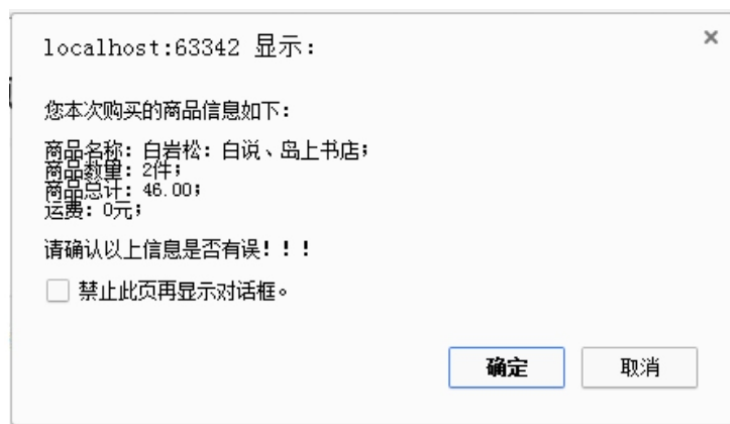 localhost:63342 显示:
×
您本次购买的商品信息如下:
商品名称: 白岩松: 白说、岛上书店;
商品数量: 2件;
商品总计: 46.00;
运费: 0元;
请确认以上信息是否有误!!!
禁止此页再显示对话框。
确定
取消